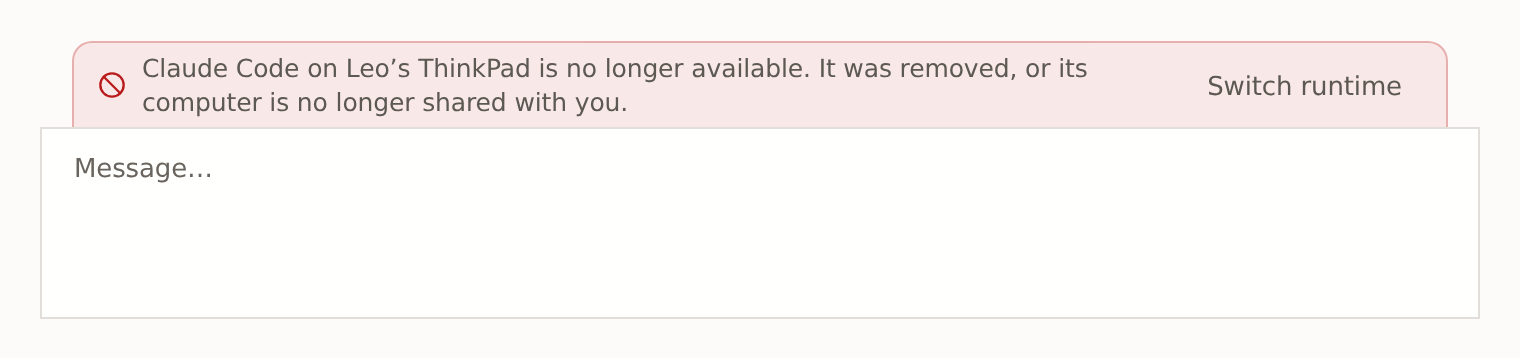 Claude Code on Leo’s ThinkPad is no longer available. It was removed, or its
computer is no longer shared with you.
Switch runtime
Message…